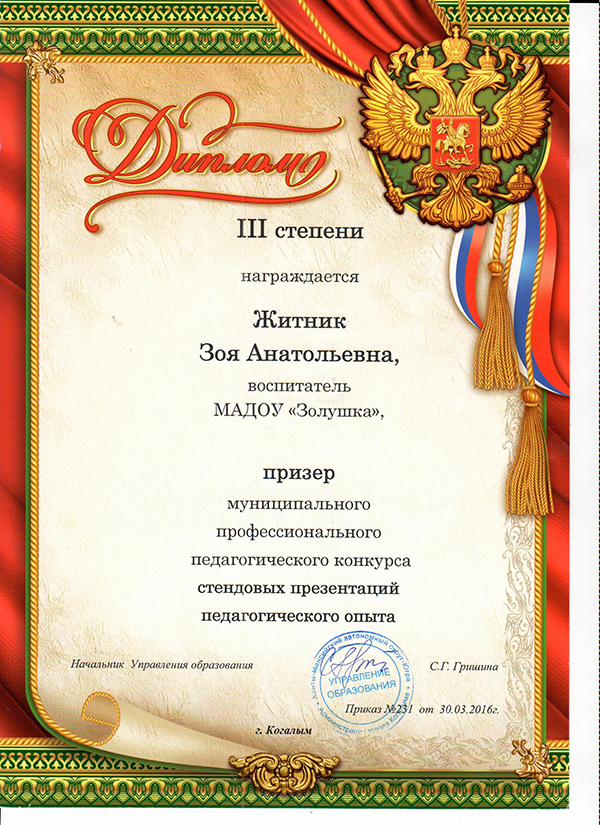 Диплом
III степени
награждается
Житник
Зоя Анатольевна,
воспитатель
МАДОУ «Золушка»,
призер
муниципального
профессионального
педагогического конкурса
стендовых презентаций
педагогического опыта
Начальник Управления образования
С.Г. Гришина
Ханты-Мансийский автономный округ-Югра
УПРАВЛЕНИЕ
ОБРАЗОВАНИЯ
Администрация города Когалыма
Приказ №231 от 30.03.2016г.
г. Когалым